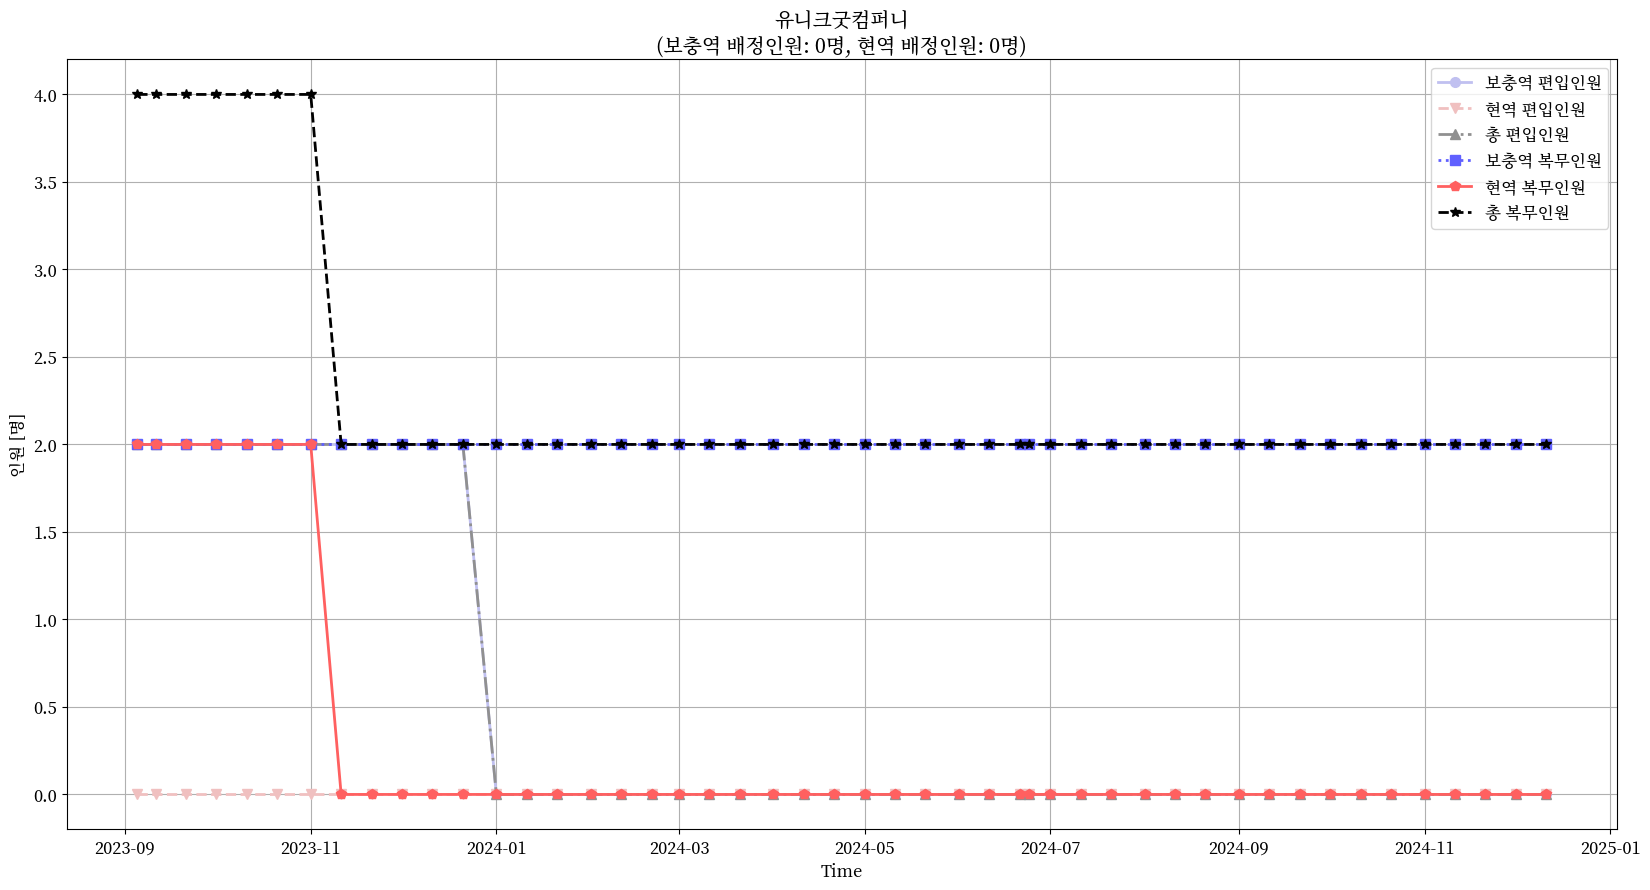 유니크굿컴퍼니
(보충역 배정인원: 0명, 현역 배정인원: 0명)
보충역 편입인원
현역 편입인원
총 편입인원
보충역 복무인원
현역 복무인원
총 복무인원
4.0
3.5
3.0
2.5
2.0
1.5
1.0
0.5
0.0
인원 [명]
2023-09 2023-11 2024-01 2024-03 2024-05 2024-07 2024-09 2024-11 2025-01
Time